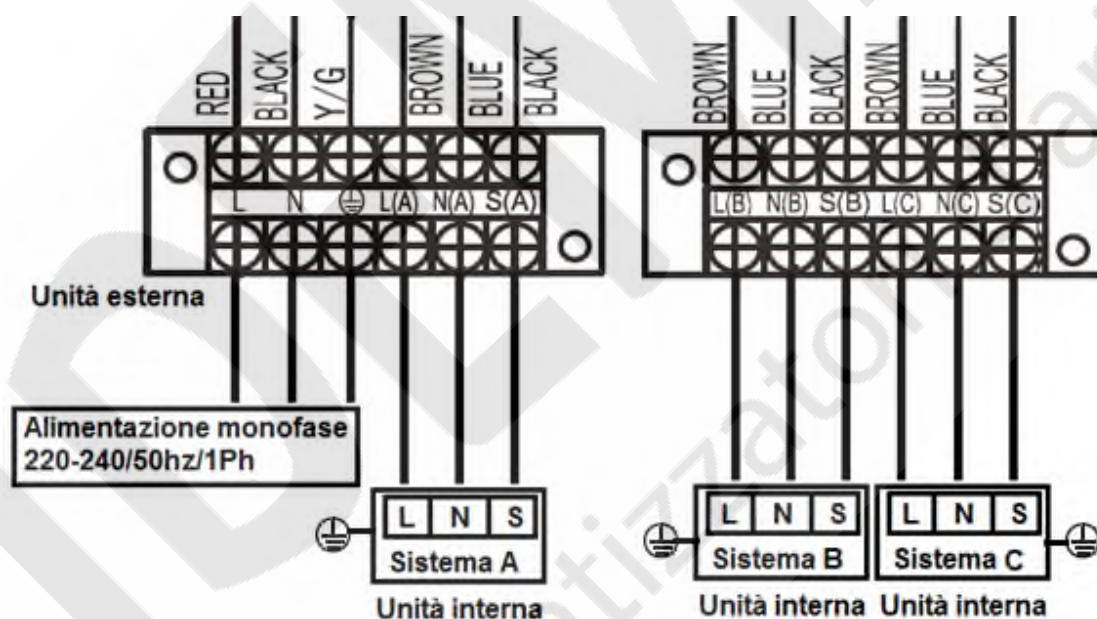 RED BLACK Y/G BROWN BLUE BLACK
L N L(A) N(A) S(A)
Unità esterna
Alimentazione monofase
220-240/50hz/1Ph
L N S
Sistema A
Unità interna
BROWN BLUE BLACK BROWN BLUE BLACK
L(B) N(B) S(B) L(C) N(C) S(C)
L N S
Sistema B
Unità interna
L N S
Sistema C
Unità interna